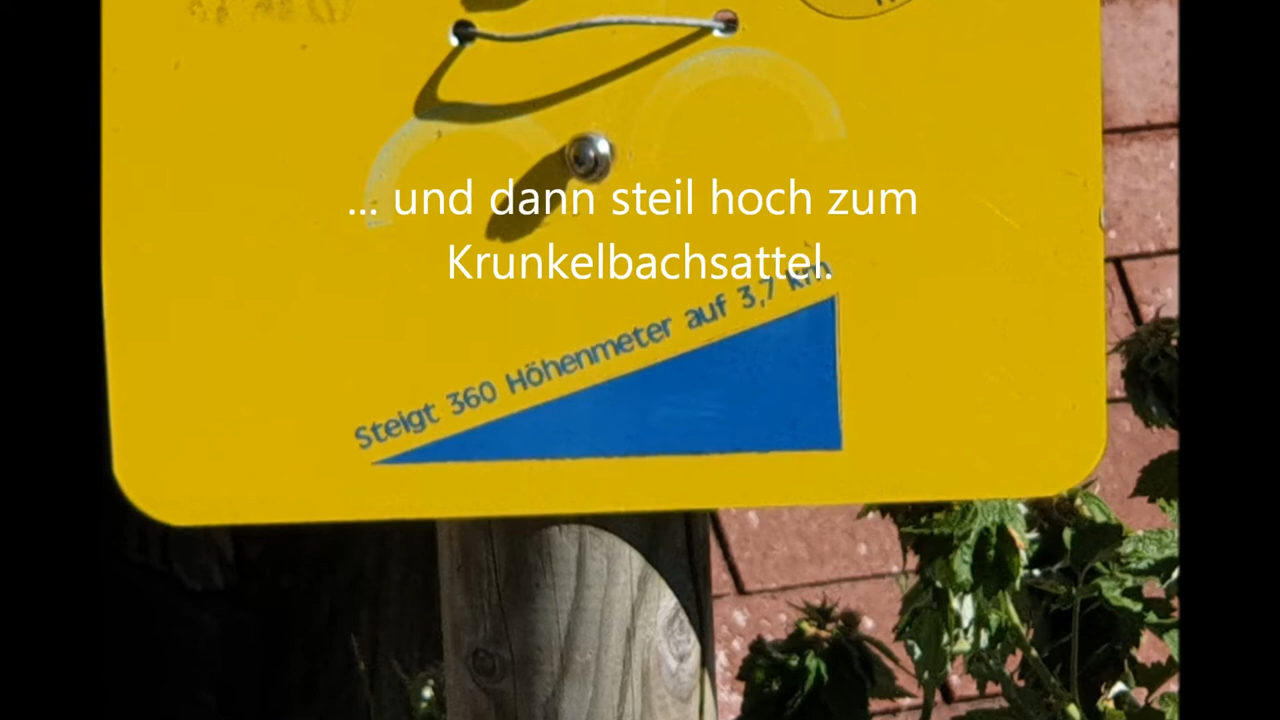 ... und dann steil hoch zum
Krunkelbachsattel.
Steigt 360 Höhenmeter auf 3,7 km